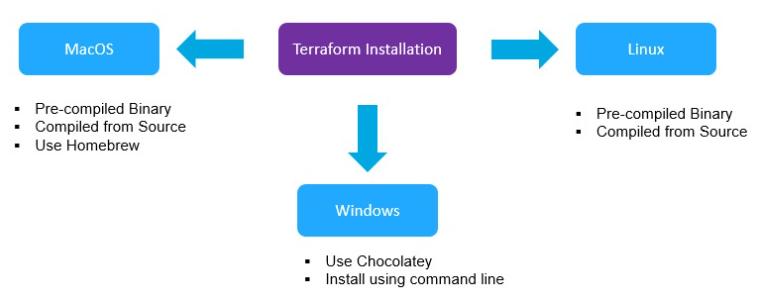 MacOS
Terraform Installation
Linux
▪ Pre-compiled Binary
▪ Compiled from Source
▪ Use Homebrew
▪ Pre-compiled Binary
▪ Compiled from Source
Windows
▪ Use Chocolatey
▪ Install using command line